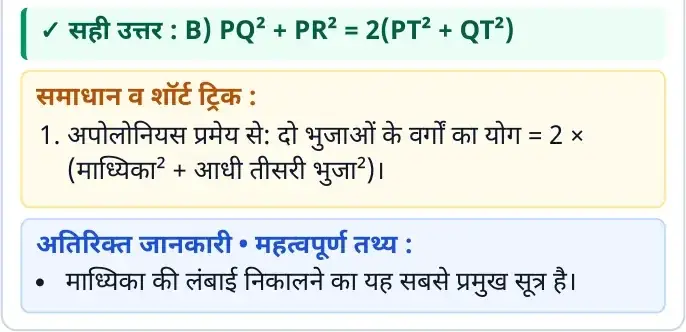 ✓ सही उत्तर : B) PQ² + PR² = 2(PT² + QT²)
समाधान व शॉर्ट ट्रिक :
1. अपोलोनियस प्रमेय से: दो भुजाओं के वर्गों का योग = 2 ×
(माध्यिका² + आधी तीसरी भुजा²)।
अतिरिक्त जानकारी • महत्वपूर्ण तथ्य :
• माध्यिका की लंबाई निकालने का यह सबसे प्रमुख सूत्र है।